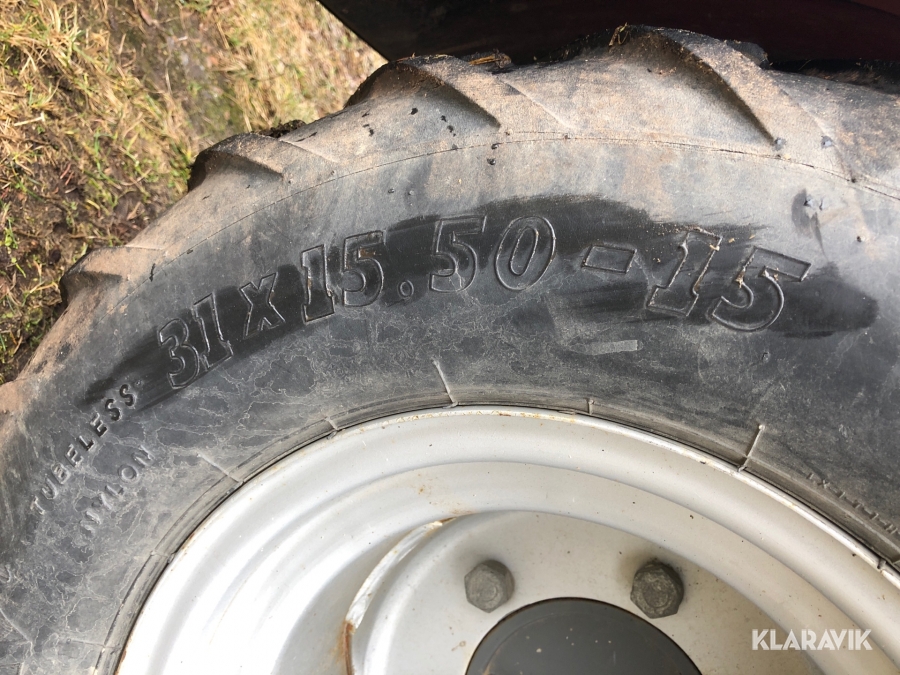 31 X 15.50 - 15
TUBELESS
NYLON
KLARAVIK